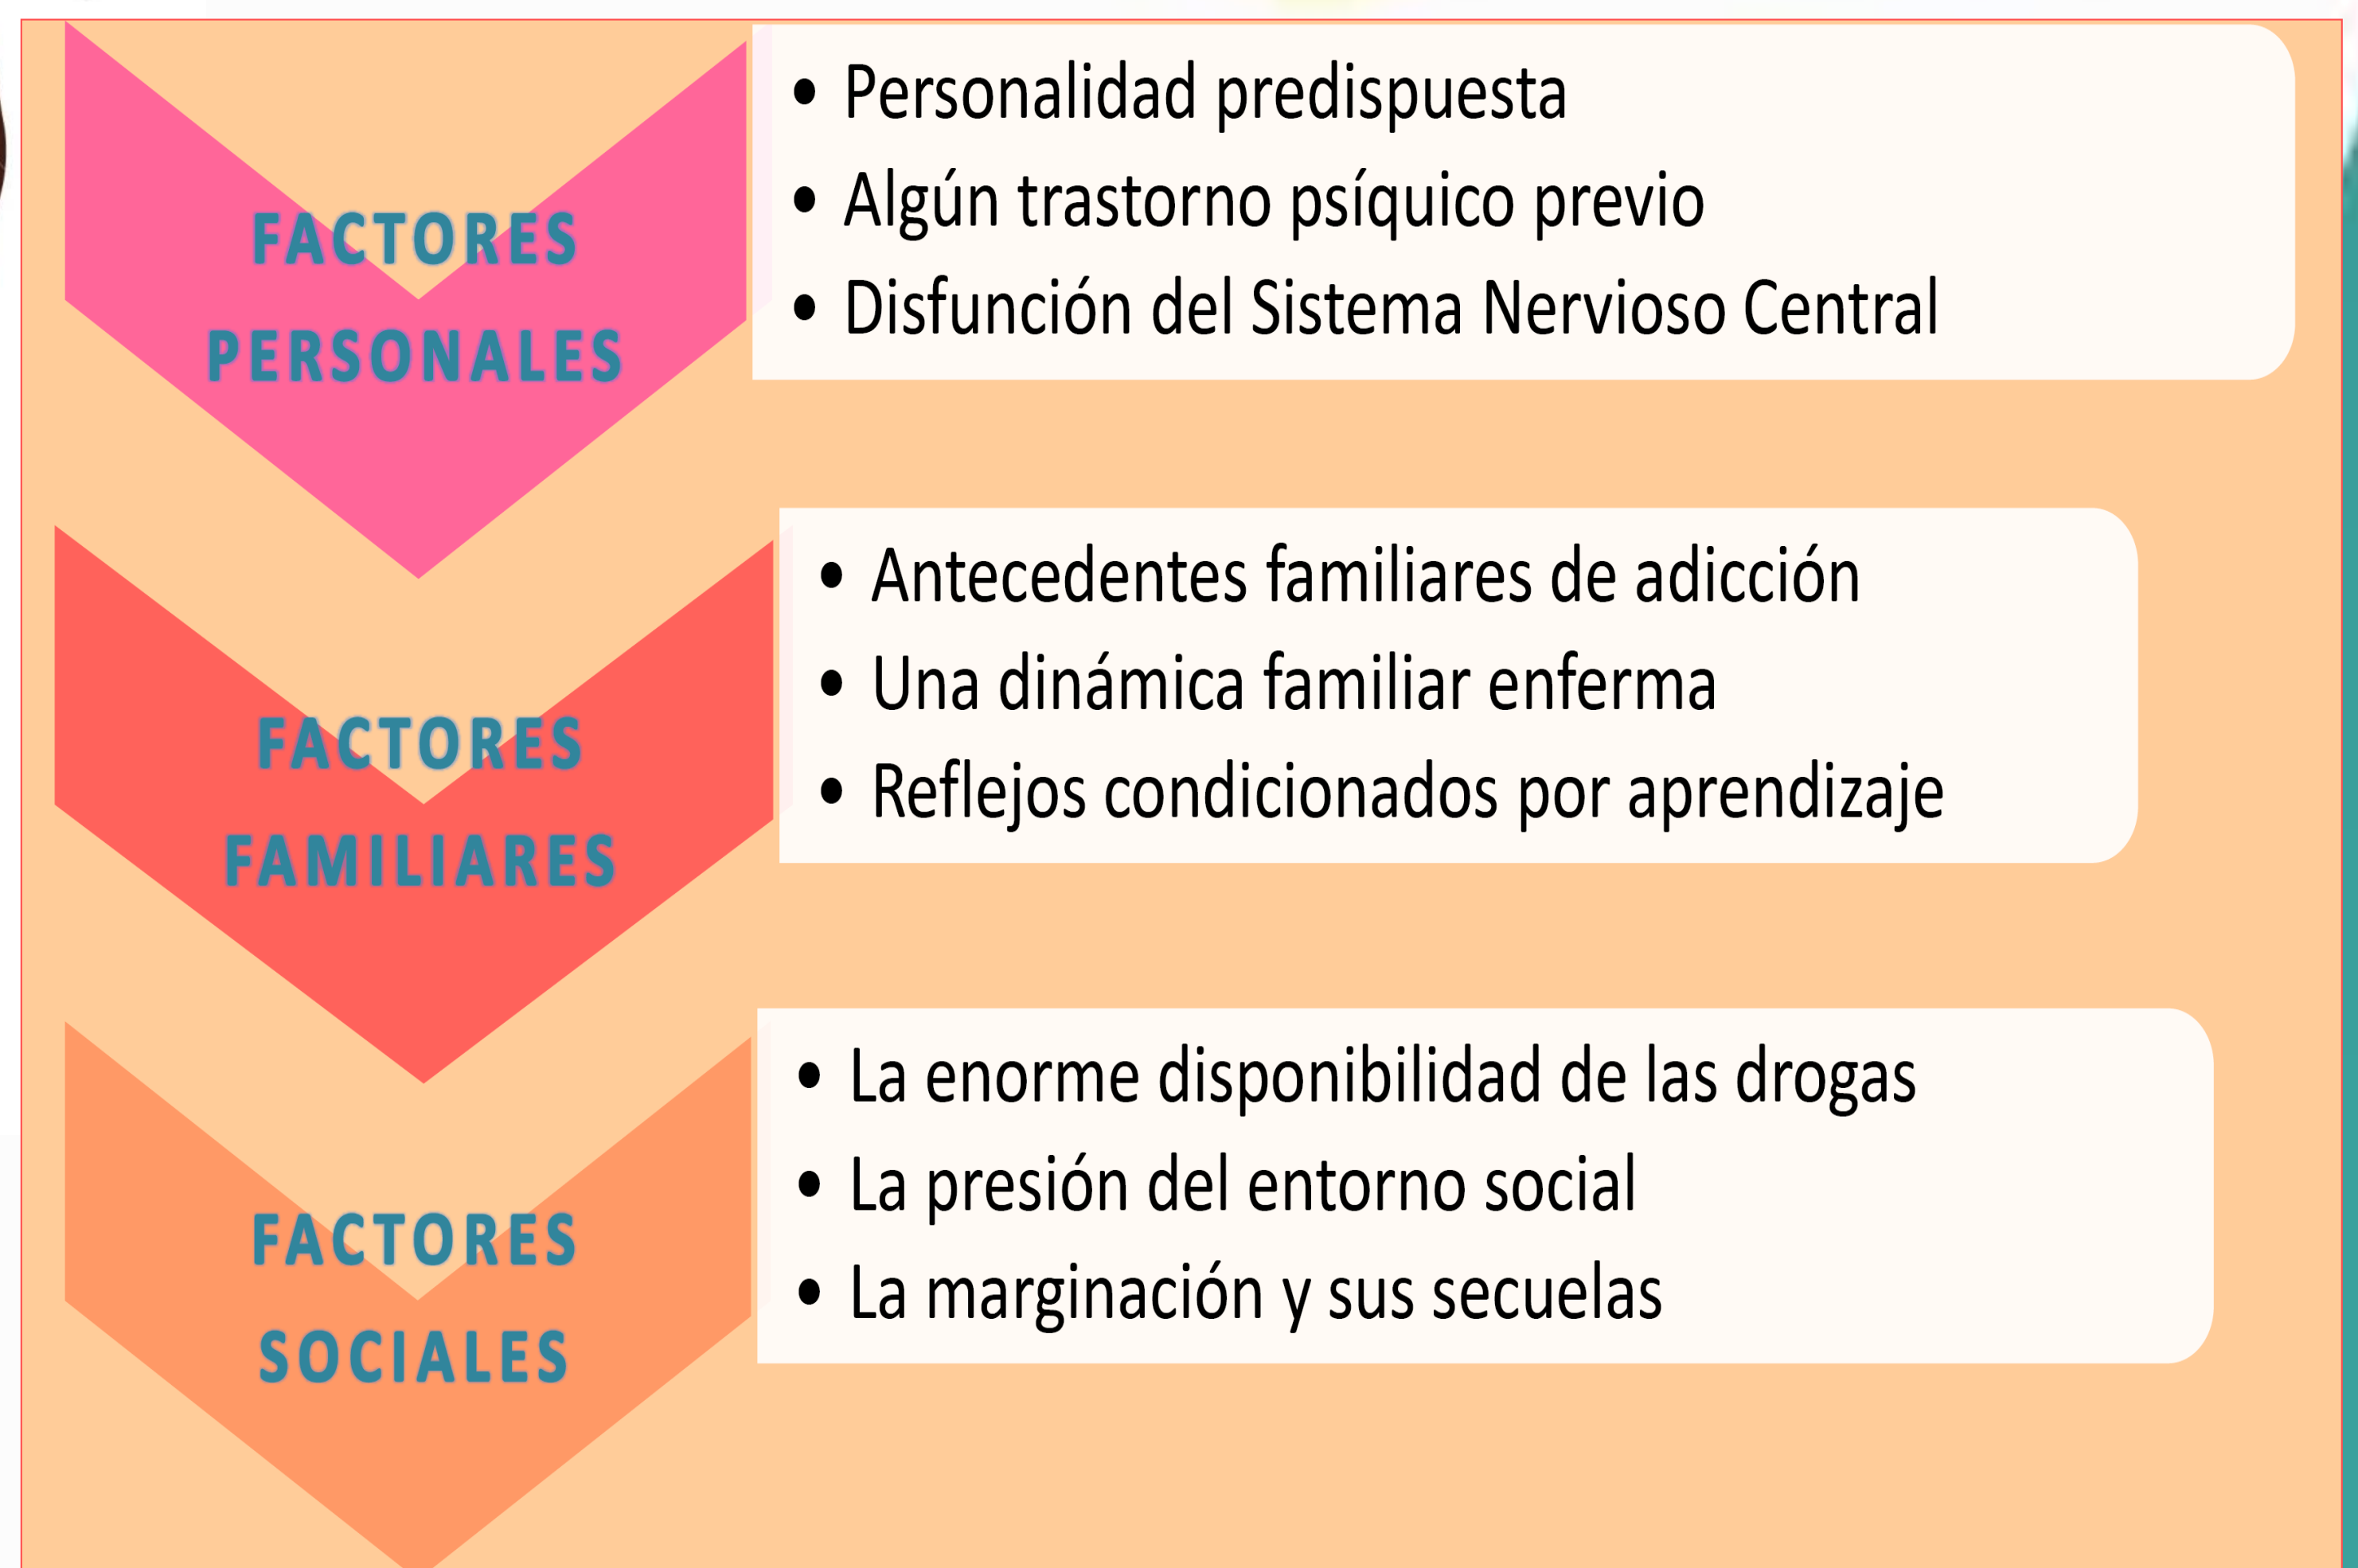 FACTORES
PERSONALES
• Personalidad predispuesta
• Algún trastorno psíquico previo
• Disfunción del Sistema Nervioso Central
FACTORES
FAMILIARES
• Antecedentes familiares de adicción
• Una dinámica familiar enferma
• Reflejos condicionados por aprendizaje
FACTORES
SOCIALES
• La enorme disponibilidad de las drogas
• La presión del entorno social
• La marginación y sus secuelas